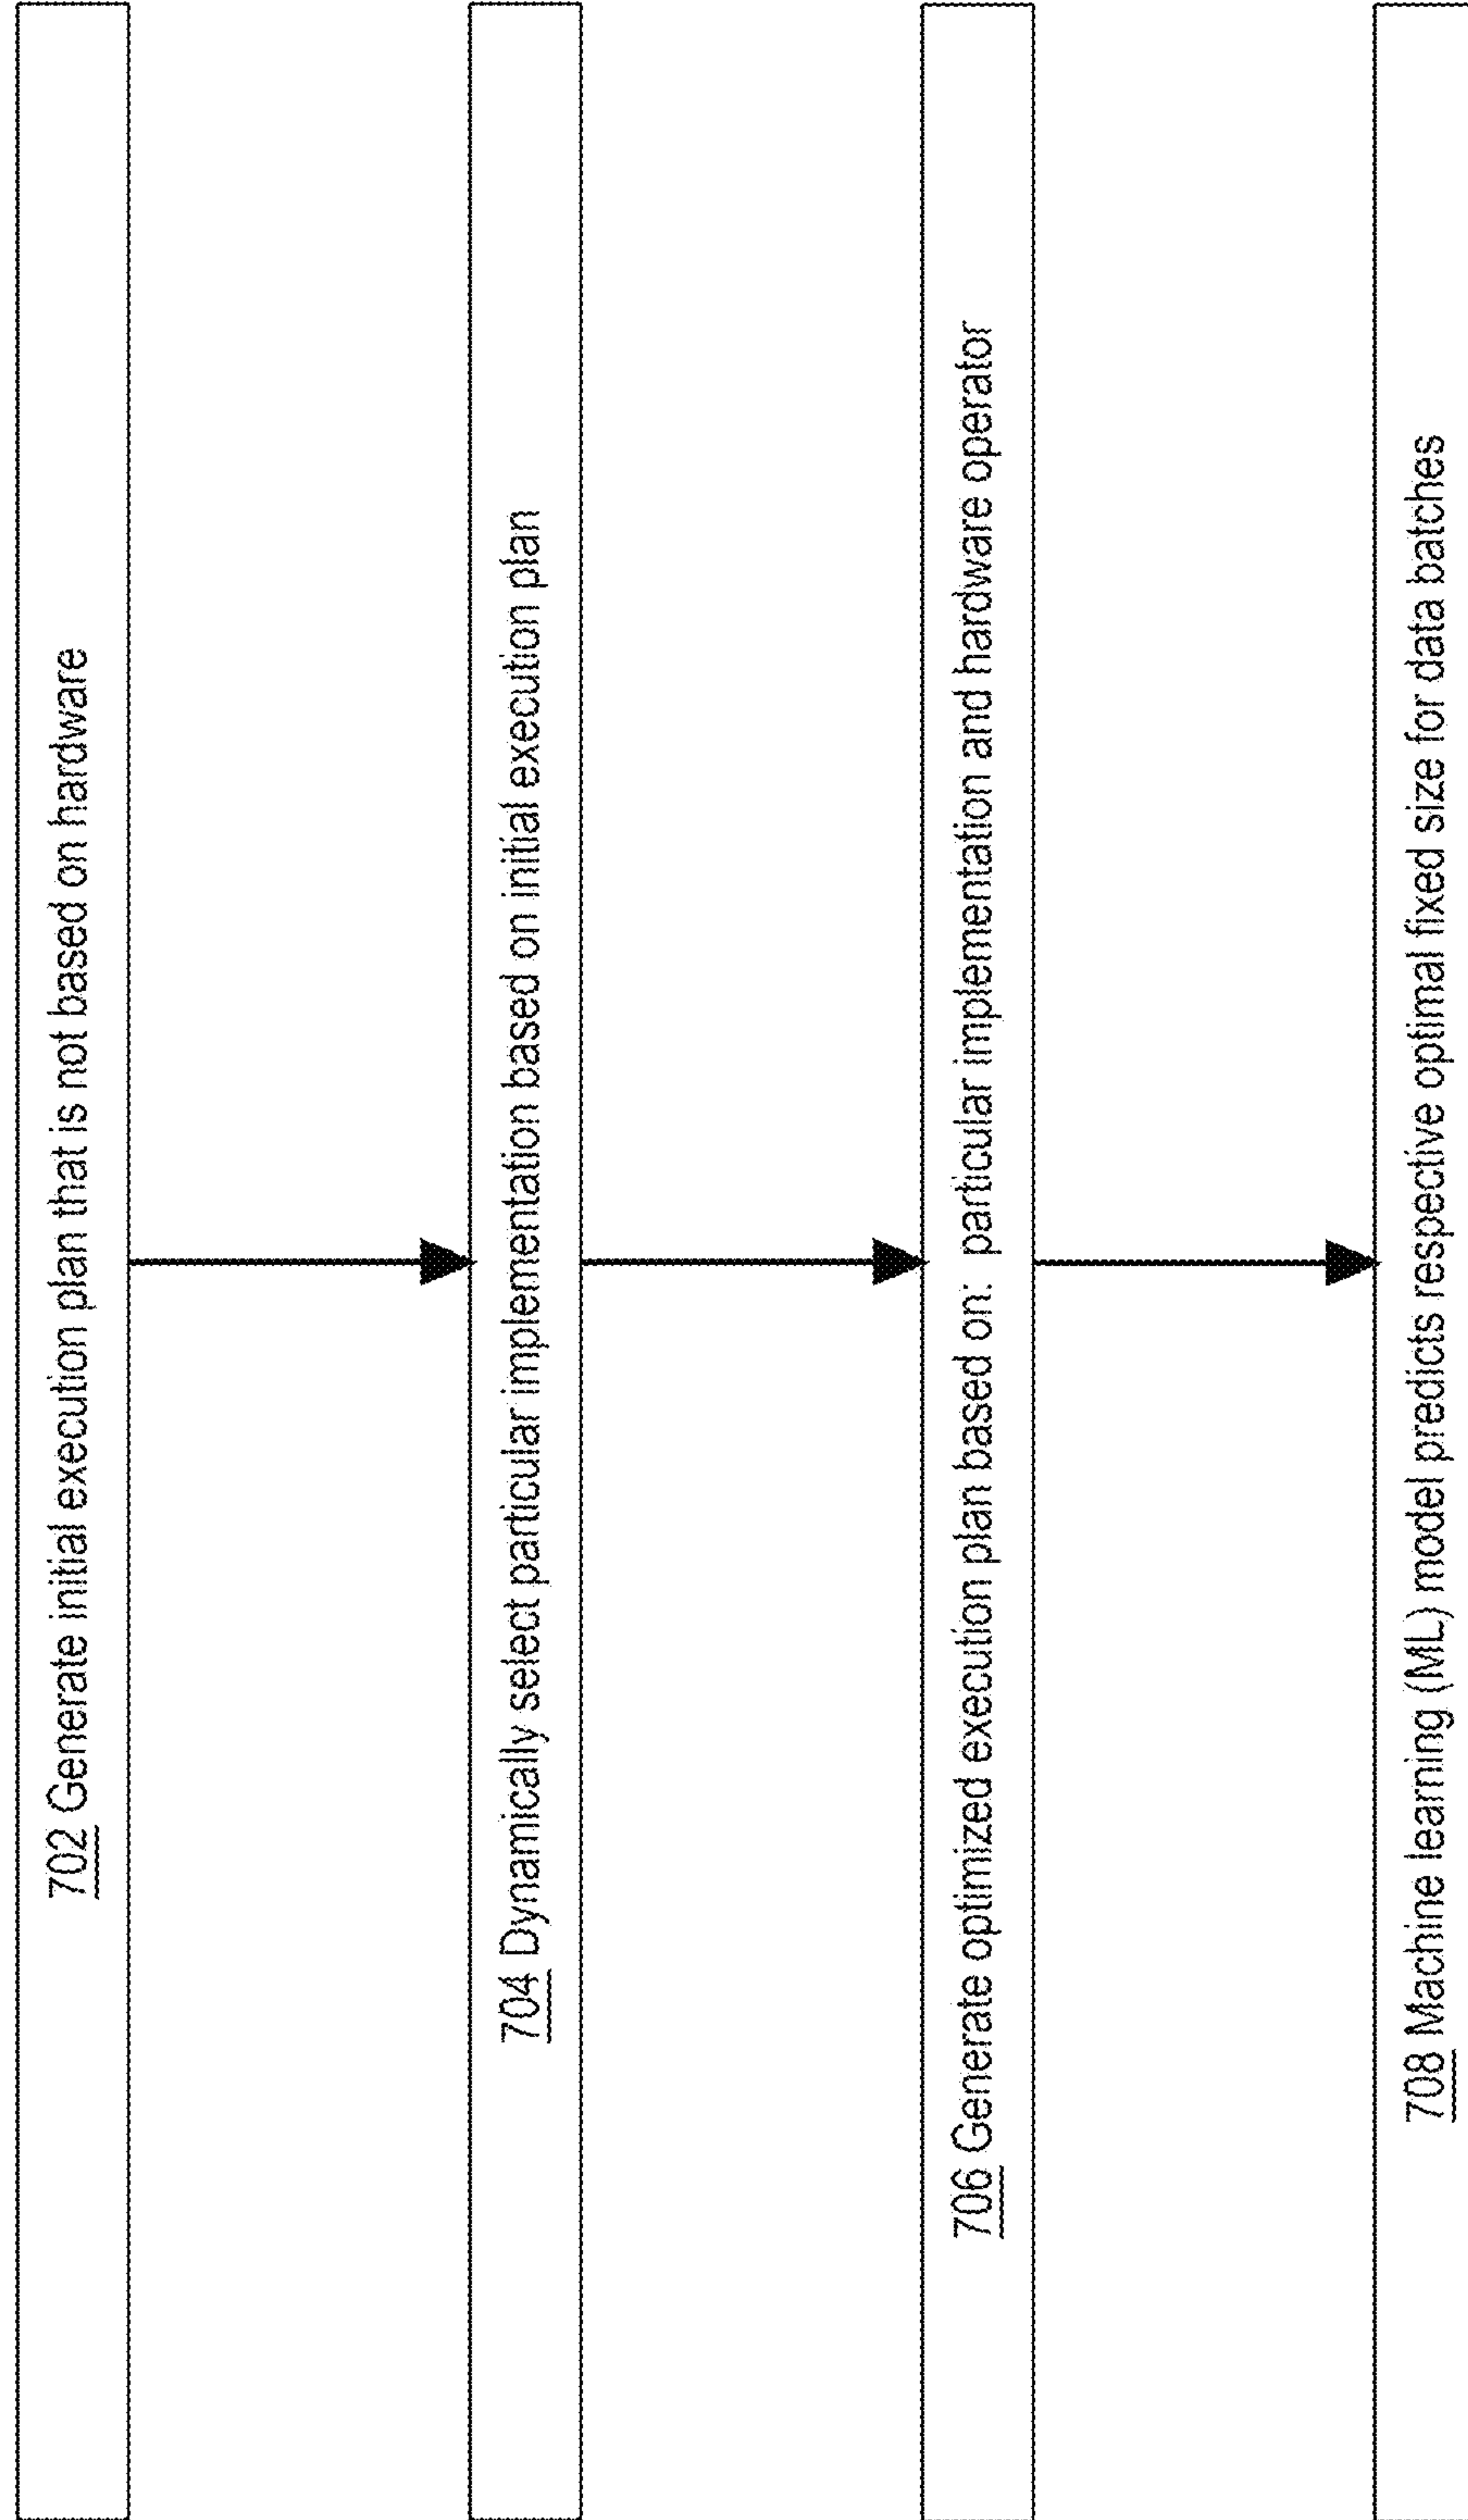 702 Generate initial execution plan that is not based on hardware
704 Dynamically select particular implementation based on initial execution plan
706 Generate optimized execution plan based on: particular implementation and hardware operator
708 Machine learning (ML) model predicts respective optimal fixed size for data batches